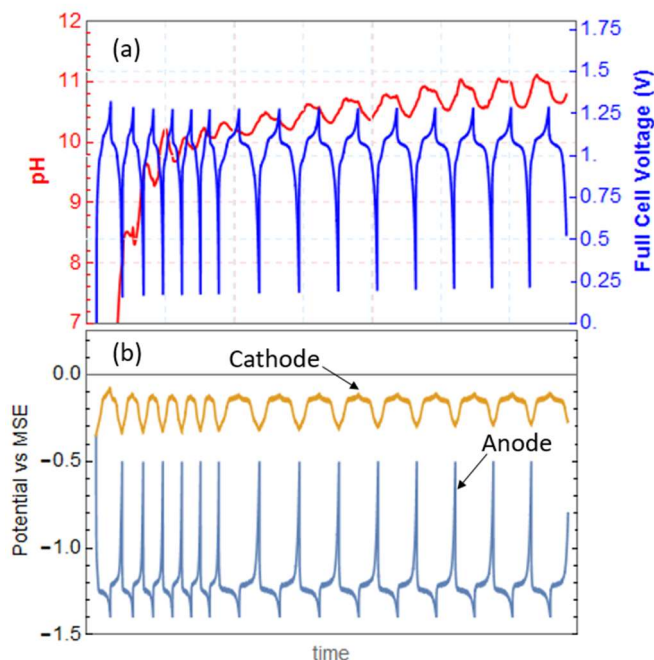 (a)
12
11
10
9
8
7
pH
1.75
1.5
1.25
1.
0.75
0.5
0.25
0.
Full Cell Voltage (V)
(b)
Cathode
Anode
0.0
−0.5
−1.0
−1.5
Potential vs MSE
time